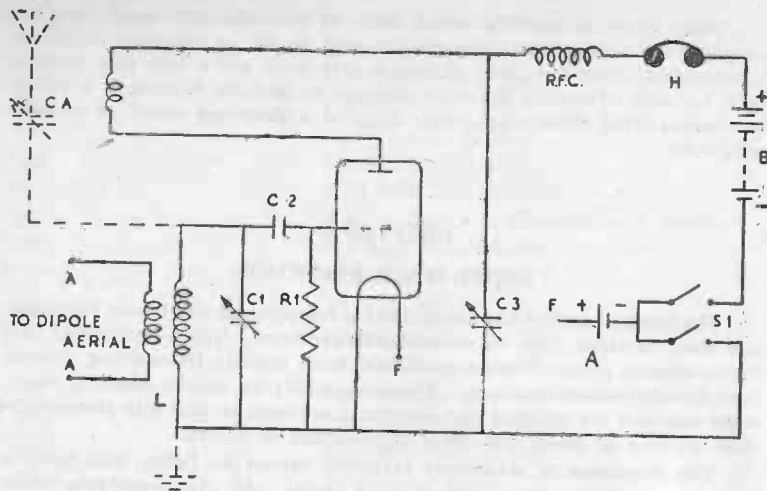 R.F.C.
H
+
B
-
CA
C2
C1
R1
C3
F
+
-
A
S1
A
TO DIPOLE
AERIAL
A
F
L